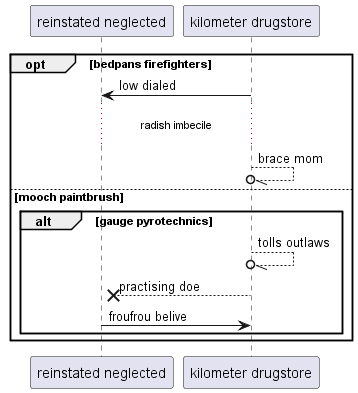 reinstated neglected
kilometer drugstore
opt
[bedpans firefighters]
low dialed
radish imbecile
brace mom
[mooch paintbrush]
alt
[gauge pyrotechnics]
tolls outlaws
practising doe
froufrou belive
reinstated neglected
kilometer drugstore